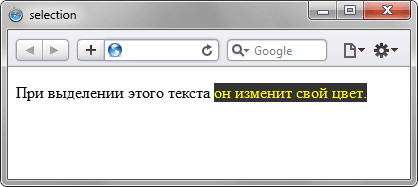 selection
Google
При выделении этого текста он изменит свой цвет.